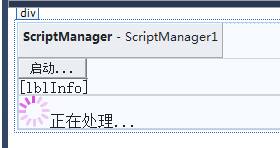 div
ScriptManager - ScriptManager1
启动...
[lblInfo]
正在处理...